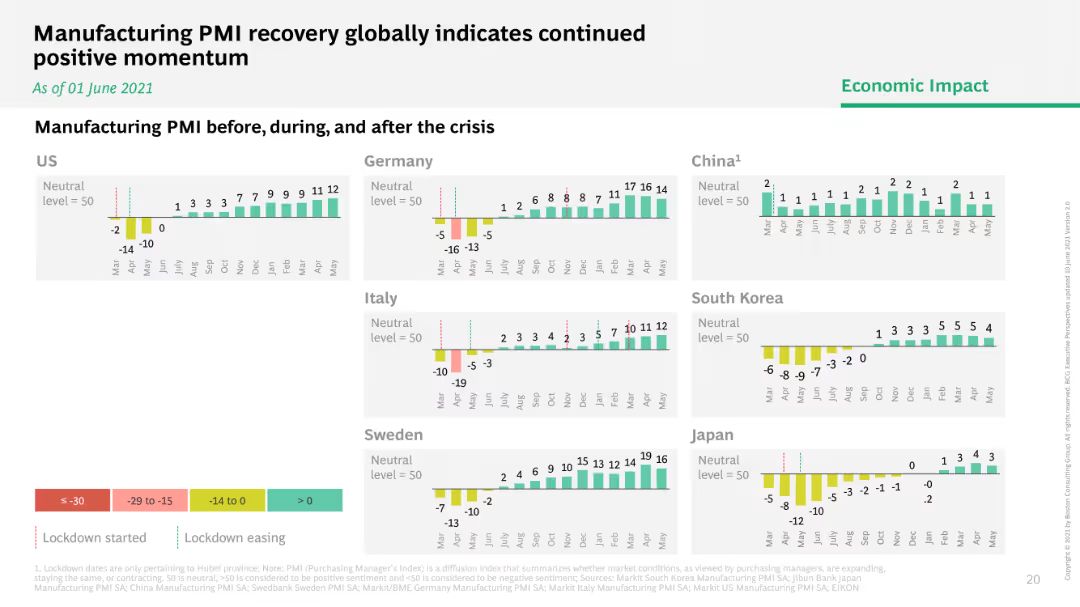 Manufacturing PMI recovery globally indicates continued
positive momentum
As of 01 June 2021
Economic Impact
Manufacturing PMI before, during, and after the crisis
US
Neutral
level = 50
-2 -14 -10 0 1 3 3 3 7 7 9 9 9 11 12
Mar Apr May Jun July Aug Sep Oct Nov Dec Jan Feb Mar Apr May
Germany
Neutral
level = 50
-5 -16 -13 -5 1 2 6 8 8 8 7 11 17 16 14
Mar Apr May Jun July Aug Sep Oct Nov Dec Jan Feb Mar Apr May
China¹
Neutral
level = 50
2 1 1 1 1 1 2 1 2 2 1 1 2 1 1
Mar Apr May Jun July Aug Sep Oct Nov Dec Jan Feb Mar Apr May
Italy
Neutral
level = 50
-10 -19 -5 -3 2 3 3 4 2 3 5 7 10 11 12
Mar Apr May Jun July Aug Sep Oct Nov Dec Jan Feb Mar Apr May
South Korea
Neutral
level = 50
-6 -8 -9 -7 -3 -2 0 1 3 3 3 5 5 5 4
Mar Apr May Jun July Aug Sep Oct Nov Dec Jan Feb Mar Apr May
Sweden
Neutral
level = 50
-7 -13 -10 -2 2 4 6 9 10 15 13 12 14 19 16
Mar Apr May Jun July Aug Sep Oct Nov Dec Jan Feb Mar Apr May
Japan
Neutral
level = 50
-5 -8 -12 -10 -5 -3 -2 -1 -1 0 -0
.2 1 3 4 3
Mar Apr May Jun July Aug Sep Oct Nov Dec Jan Feb Mar Apr May
≤ -30 -29 to -15 -14 to 0 > 0
Lockdown started Lockdown easing
1. Lockdown dates are only pertaining to Hubei province; Note: PMI (Purchasing Manager's Index) is a diffusion index that summarizes whether market conditions, as viewed by purchasing managers, are expanding,
staying the same, or contracting. 50 is neutral, >50 is considered to be positive sentiment and <50 is considered to be negative sentiment; Sources: Markit South Korea Manufacturing PMI SA; Jibun Bank Japan
Manufacturing PMI SA; China Manufacturing PMI SA; Swedbank Sweden PMI SA; Markit/BME Germany Manufacturing PMI SA; Markit Italy Manufacturing PMI SA; Markit US Manufacturing PMI SA, EIKON
20
Copyright © 2021 by Boston Consulting Group. All rights reserved. BCG Executive Perspectives updated 10 June 2021 Version 2.0